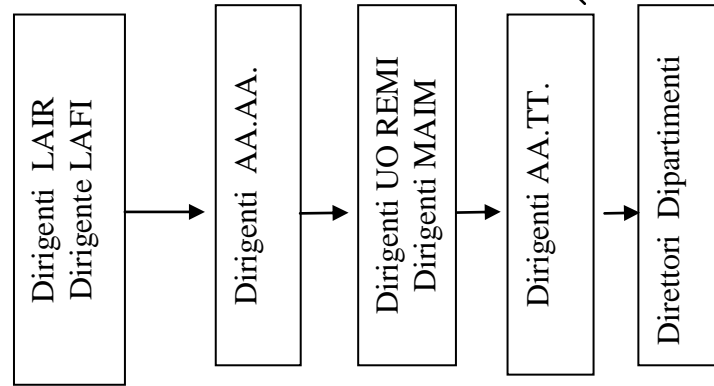 Dirigenti LAIR
Dirigente LAFI
Dirigenti AA.AA.
Dirigenti UO REMI
Dirigenti MAIM
Dirigenti AA.TT.
Direttori Dipartimenti